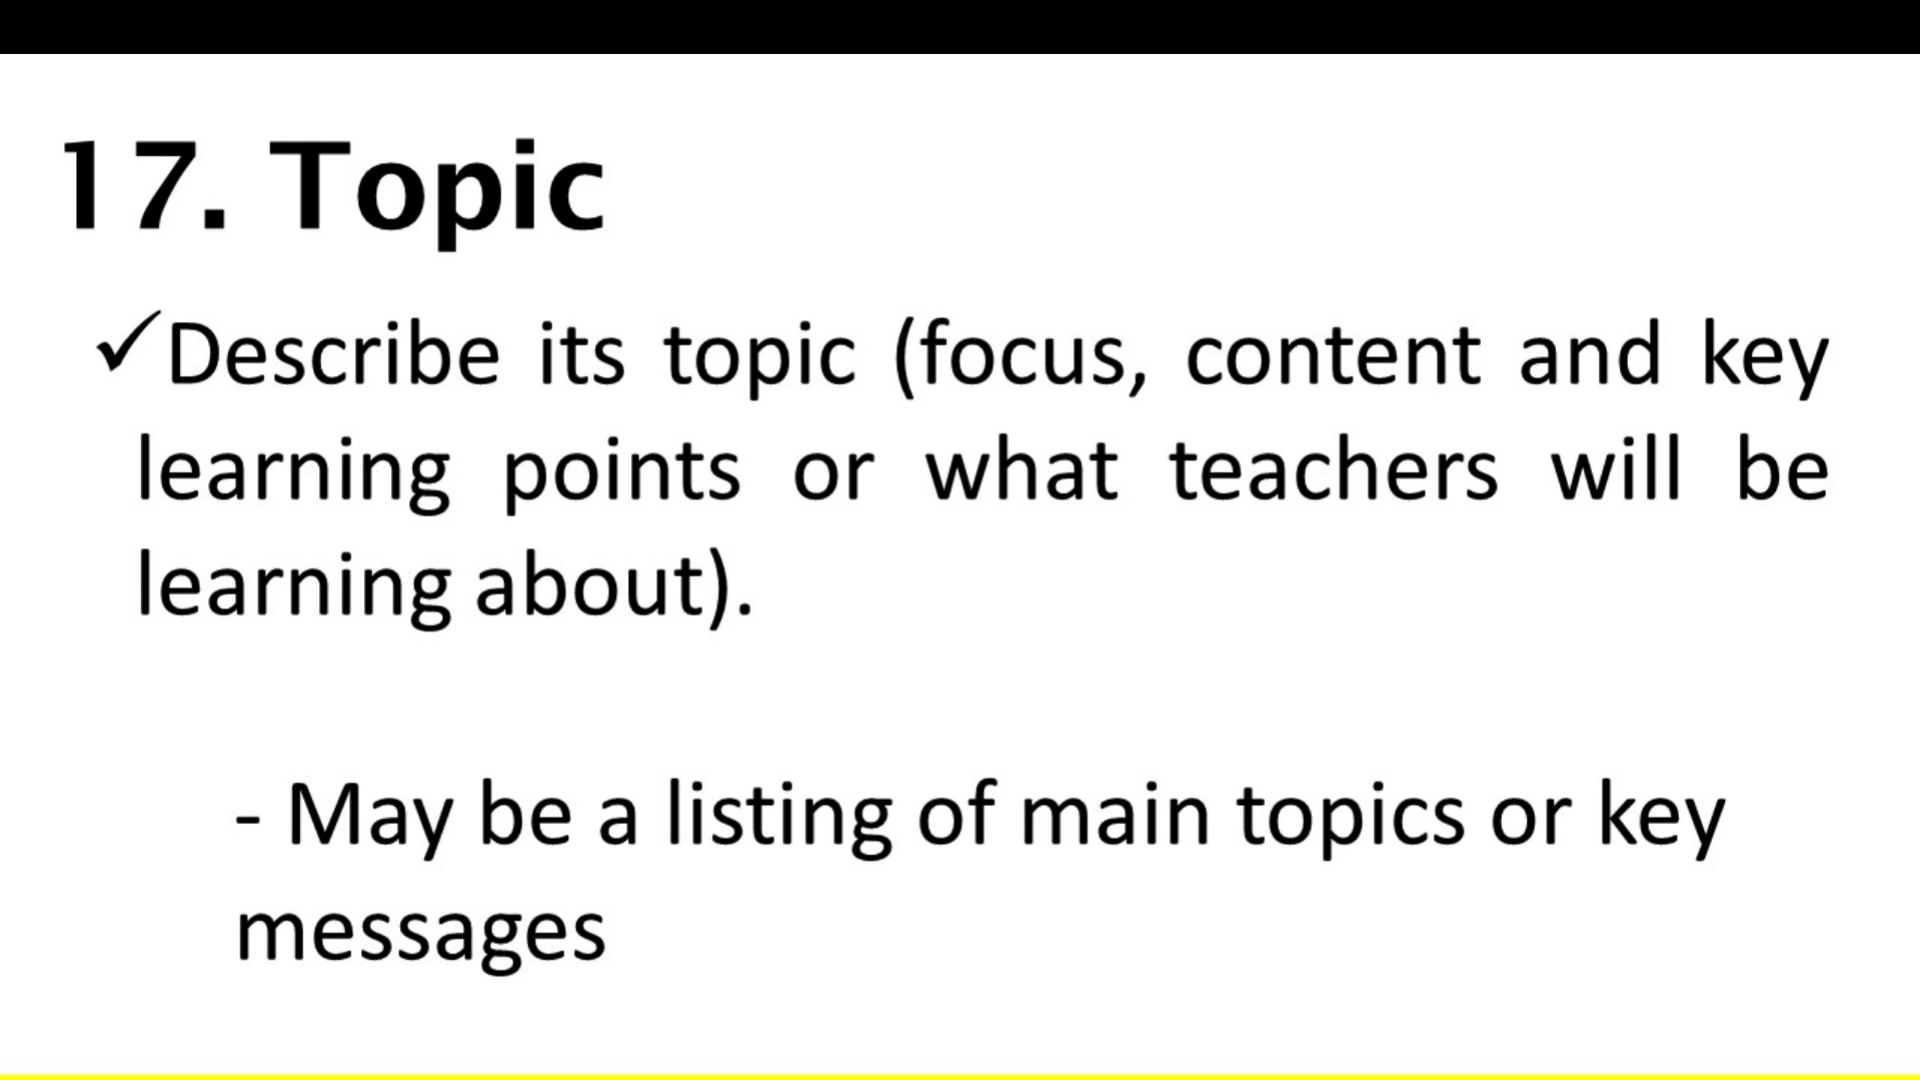 17. Topic
✓Describe its topic (focus, content and key
learning points or what teachers will be
learning about).
- May be a listing of main topics or key
messages